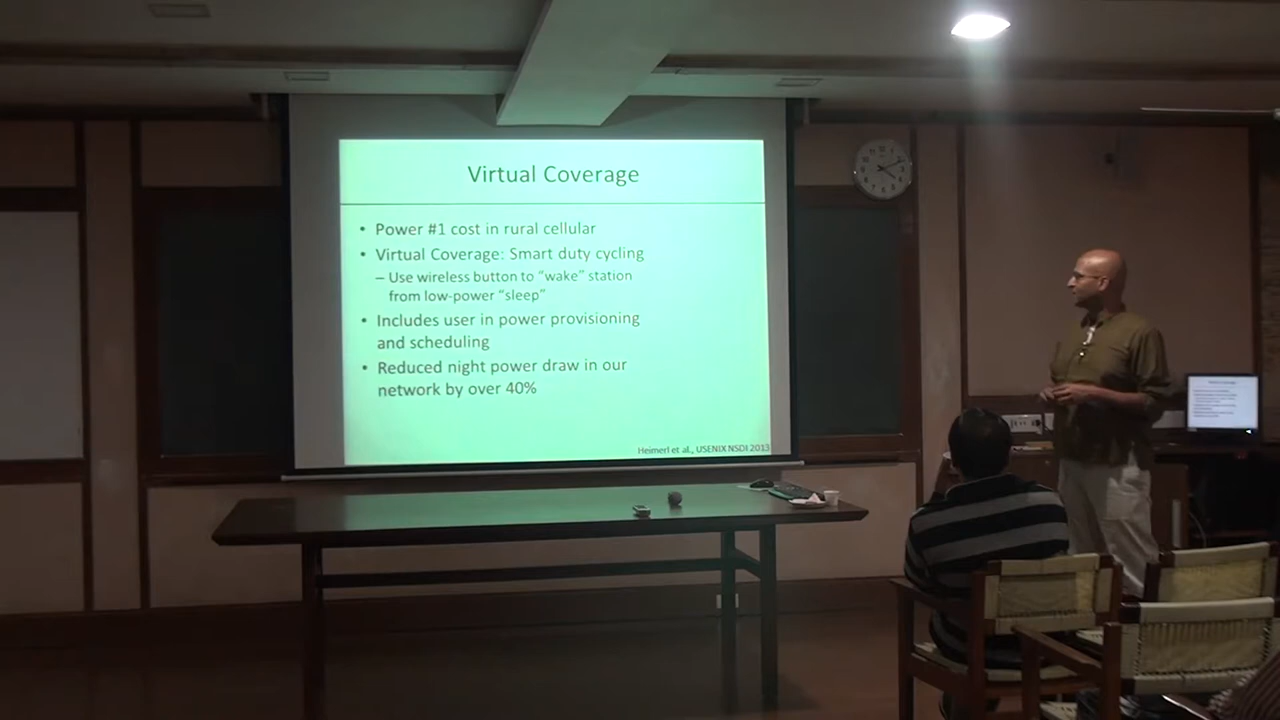 Virtual Coverage
• Power #1 cost in rural cellular
• Virtual Coverage: Smart duty cycling
– Use wireless button to “wake” station
from low-power “sleep”
• Includes user in power provisioning
and scheduling
• Reduced night power draw in our
network by over 40%
Heimerl et al., USENIX NSDI 2013